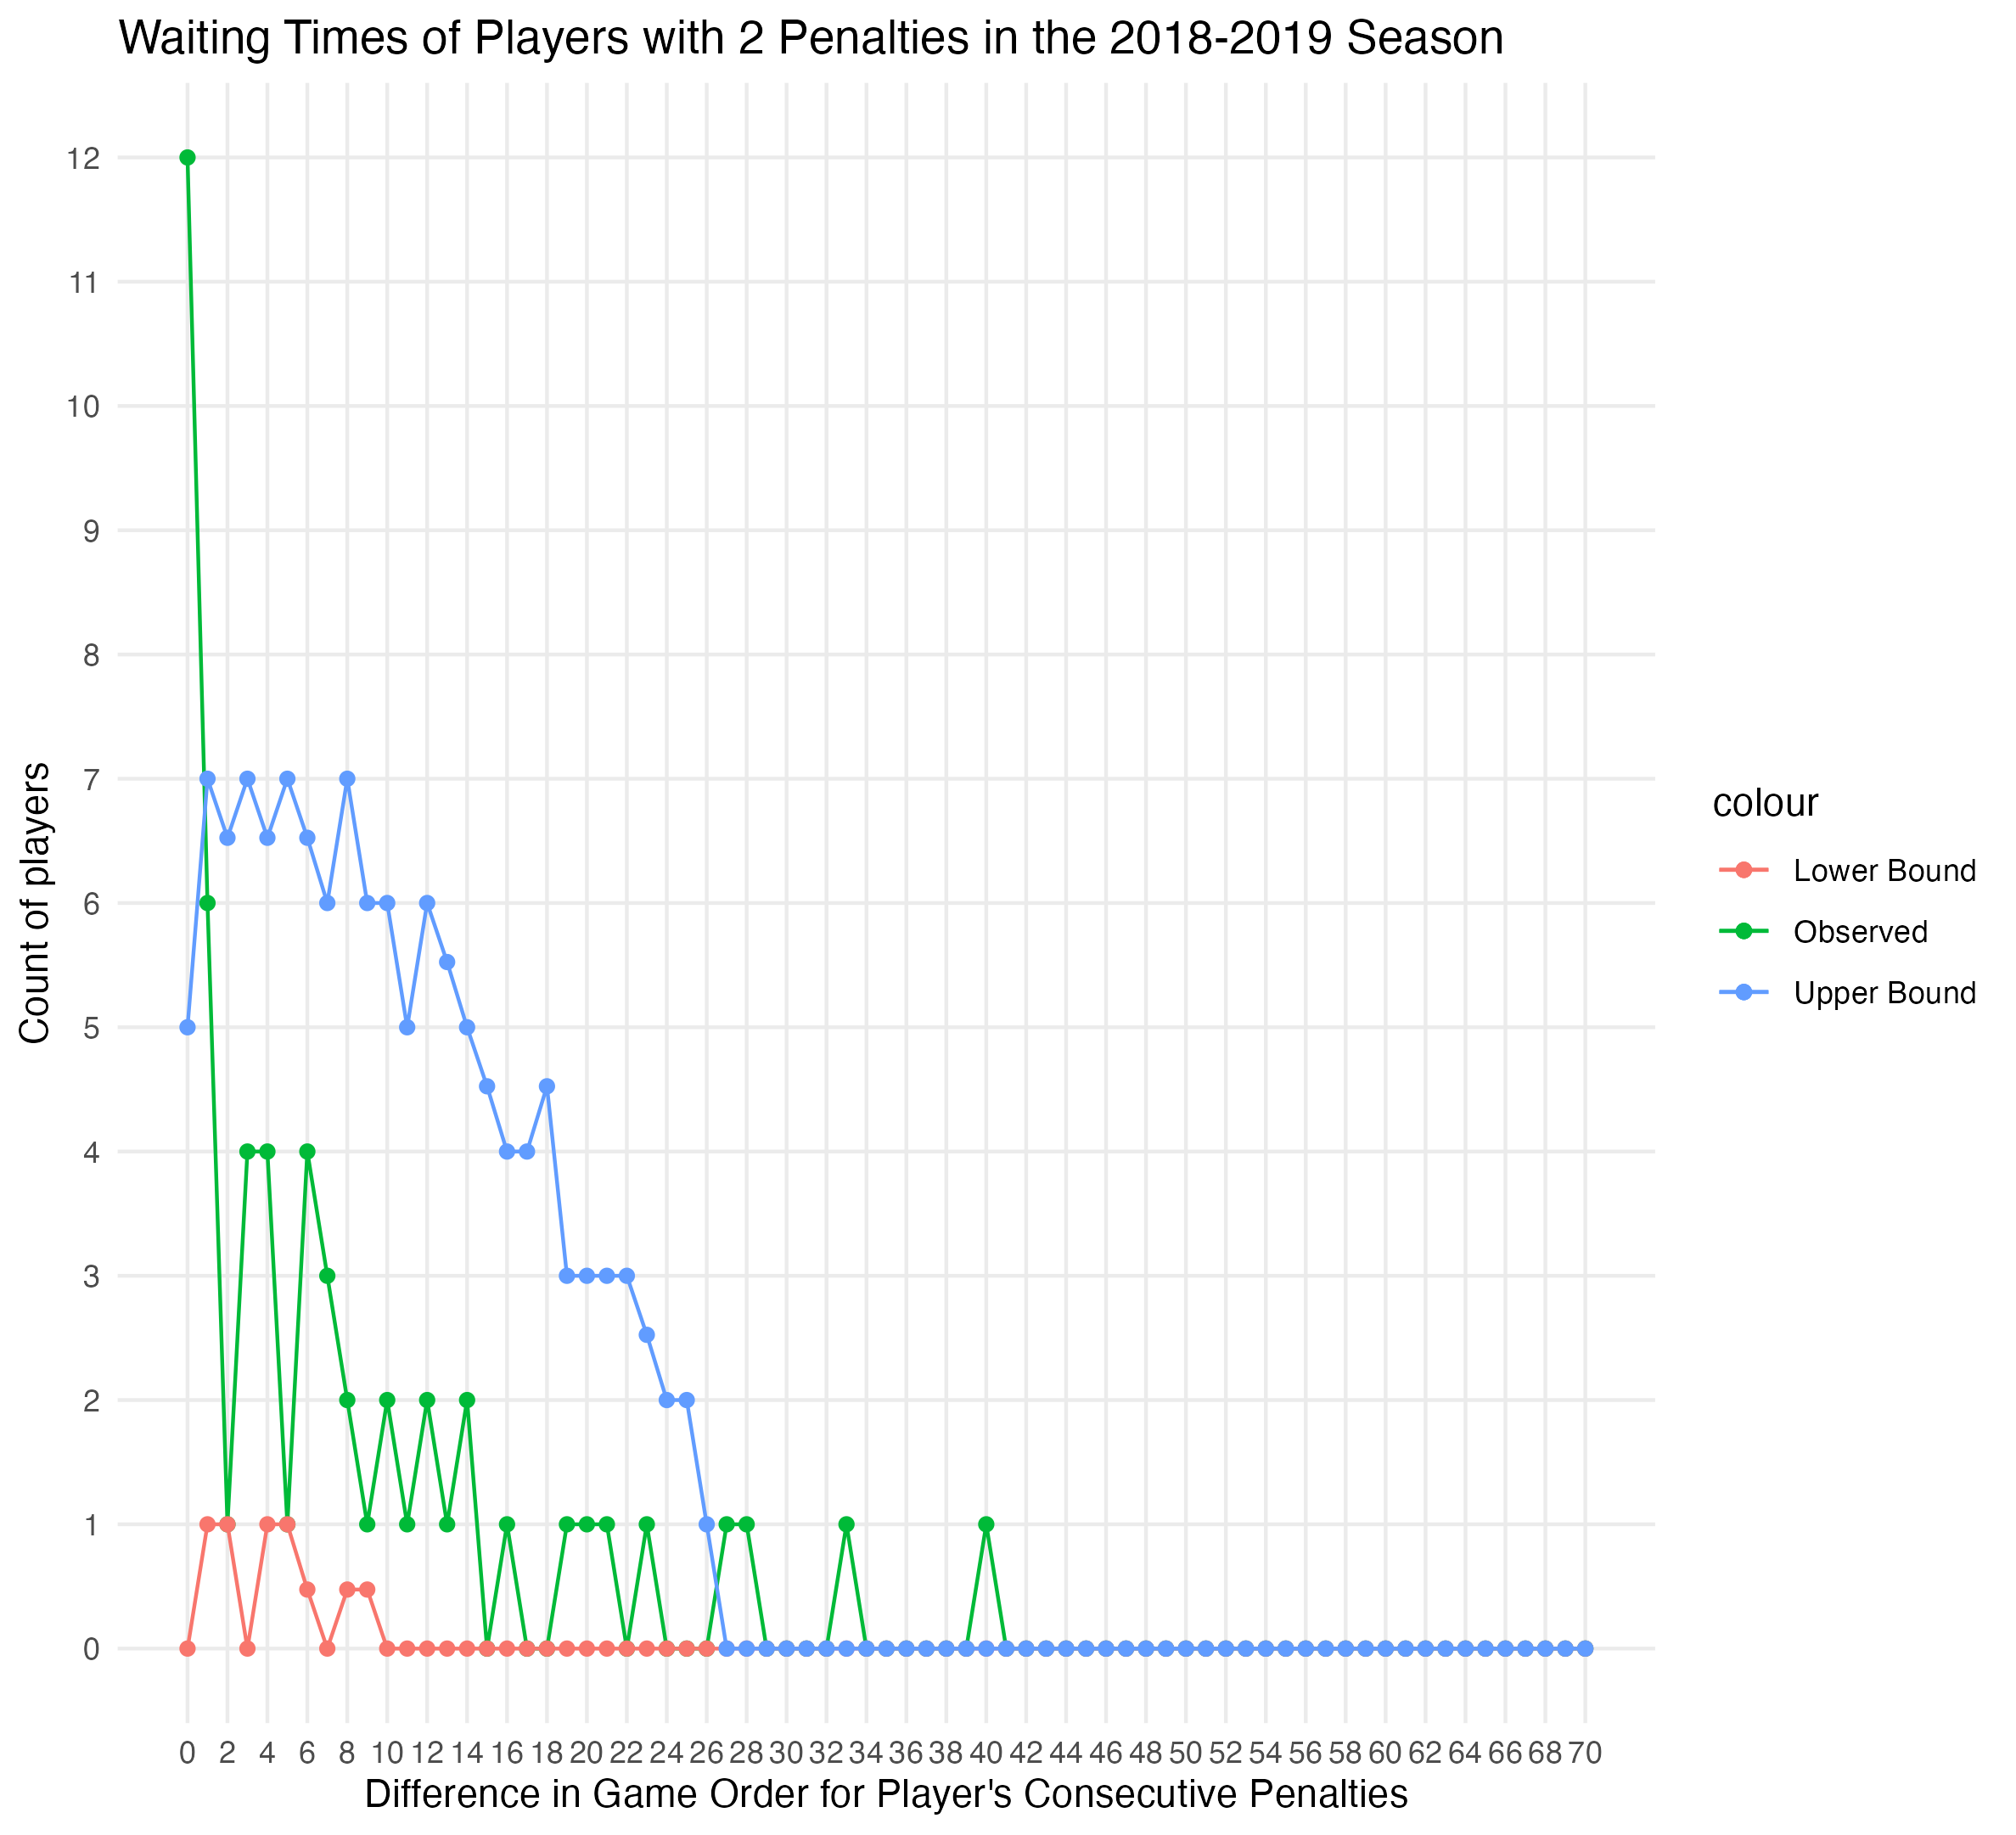 Waiting Times of Players with 2 Penalties in the 2018-2019 Season
12
11
10
9
8
7
6
5
4
3
2
1
0
Count of players
0 2 4 6 8 10 12 14 16 18 20 22 24 26 28 30 32 34 36 38 40 42 44 46 48 50 52 54 56 58 60 62 64 66 68 70
Difference in Game Order for Player's Consecutive Penalties
colour
Lower Bound
Observed
Upper Bound